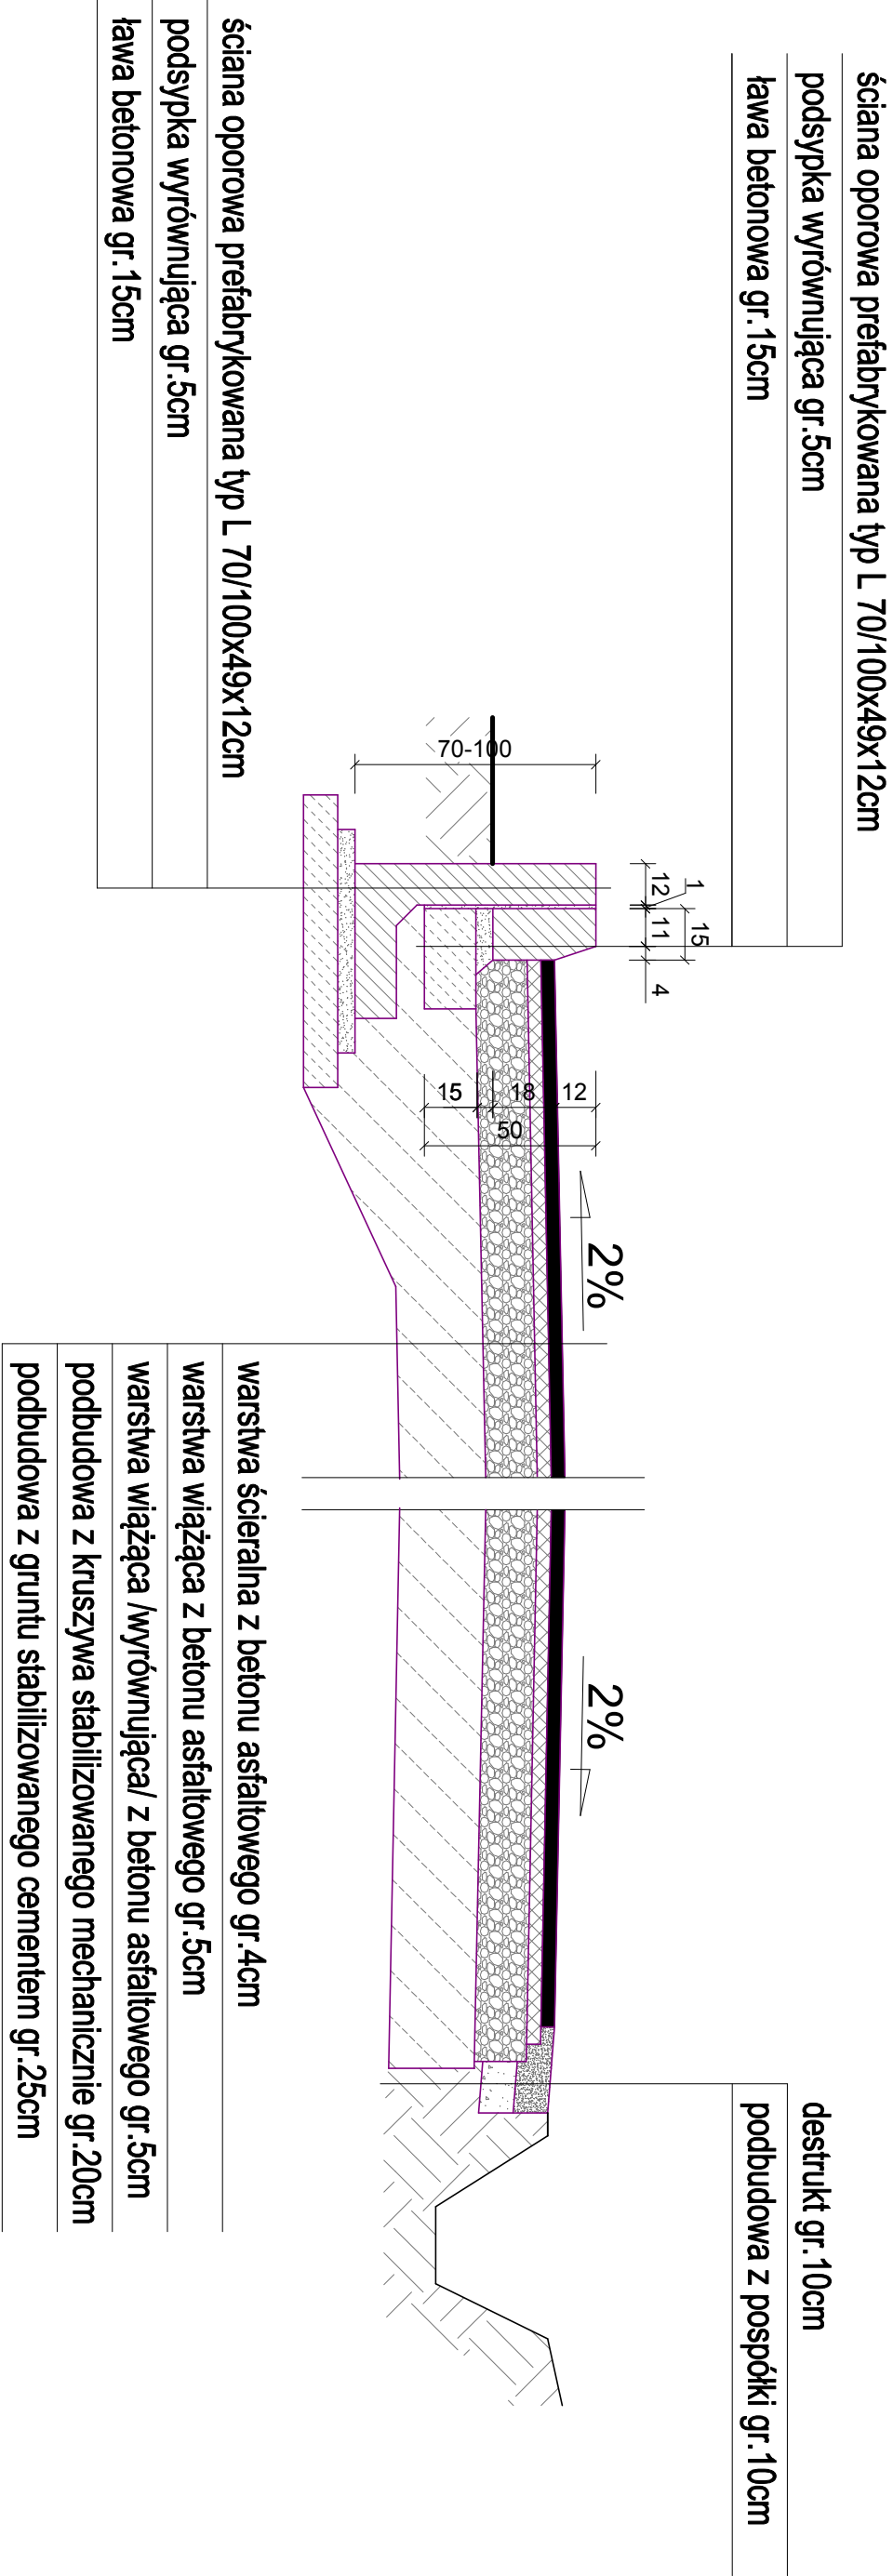 ściana oporowa prefabrykowana typ L 70/100x49x12cm
podsypka wyrównująca gr.5cm
ława betonowa gr.15cm
destrukt gr.10cm
podbudowa z pospółki gr.10cm
12
1
11
15
4
70-100
15
18
12
50
2%
2%
ściana oporowa prefabrykowana typ L 70/100x49x12cm
podsypka wyrównująca gr.5cm
ława betonowa gr.15cm
warstwa ścieralna z betonu asfaltowego gr.4cm
warstwa wiążąca z betonu asfaltowego gr.5cm
warstwa wiążąca /wyrównująca/ z betonu asfaltowego gr.5cm
podbudowa z kruszywa stabilizowanego mechanicznie gr.20cm
podbudowa z gruntu stabilizowanego cementem gr.25cm